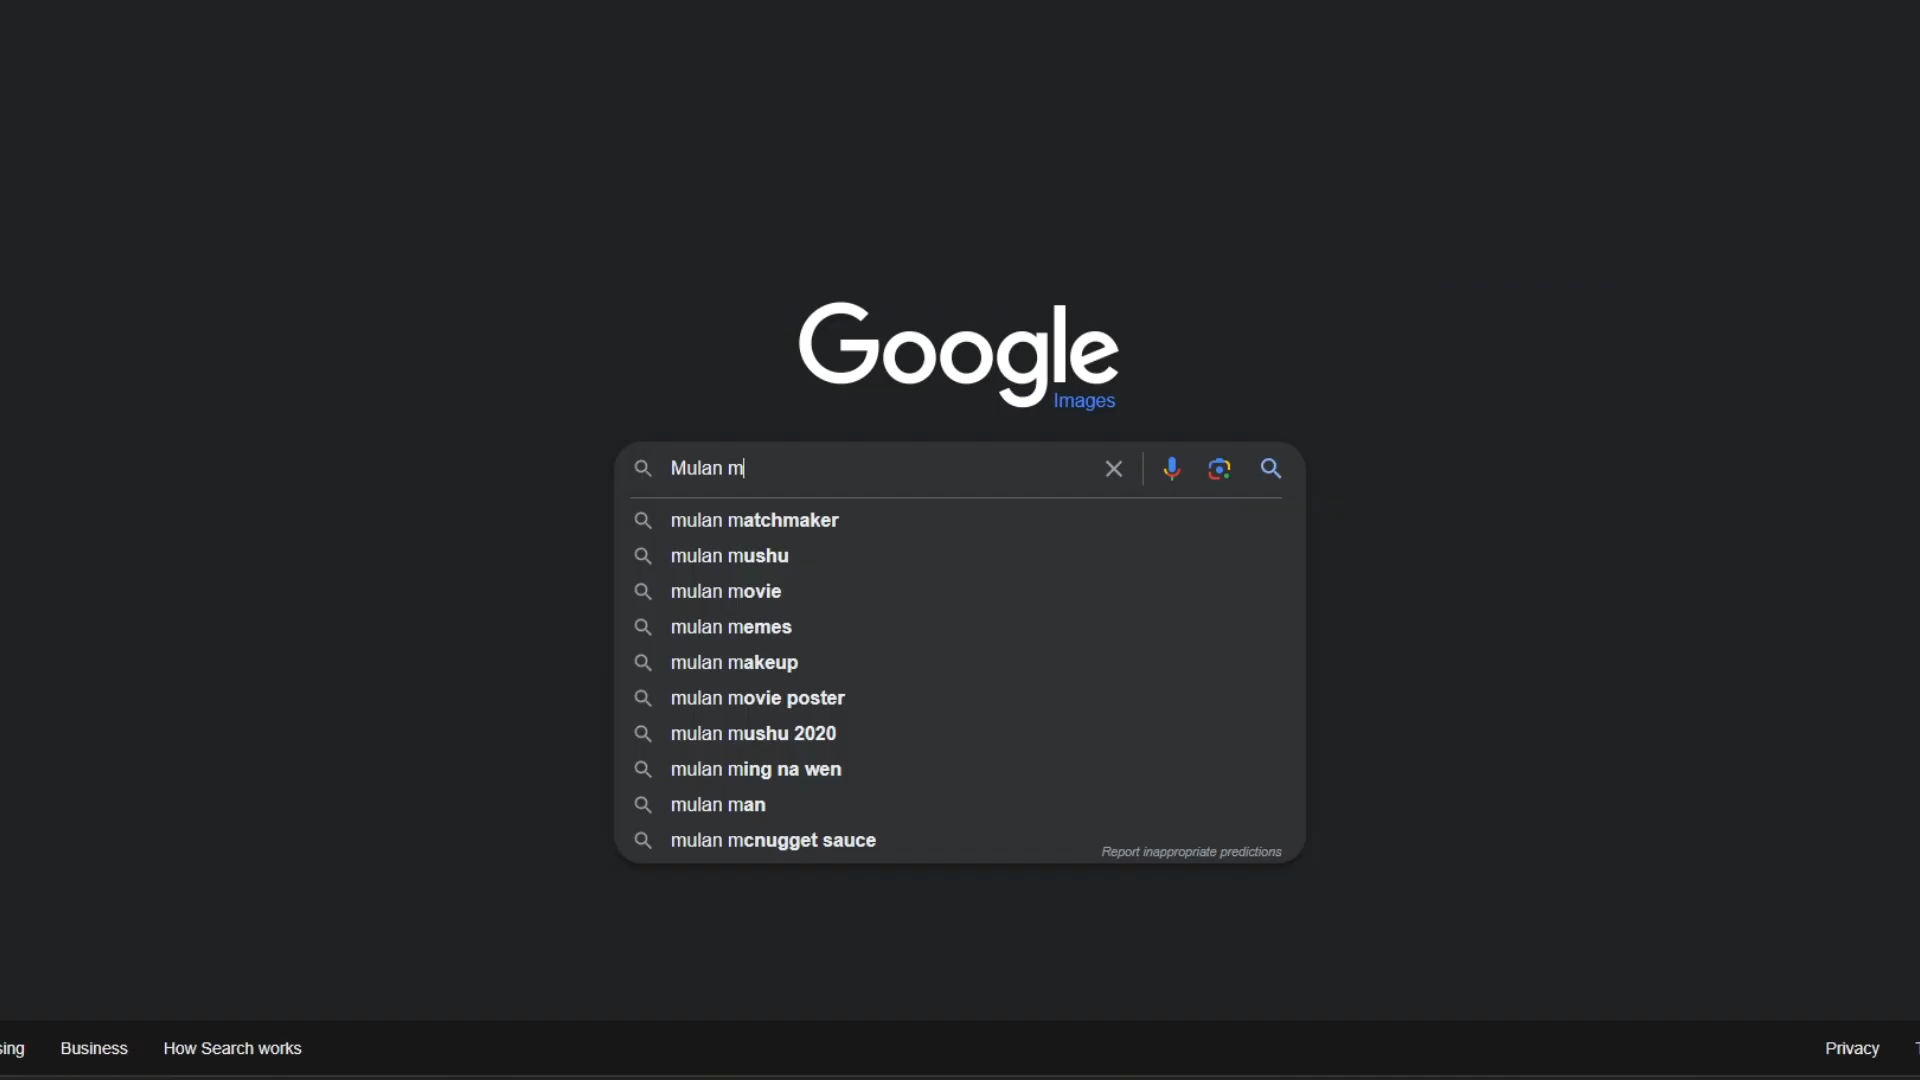 Google
Images
Mulan m
mulan matchmaker
mulan mushu
mulan movie
mulan memes
mulan makeup
mulan movie poster
mulan mushu 2020
mulan ming na wen
mulan man
mulan mcnugget sauce
Report inappropriate predictions
sing Business How Search works Privacy